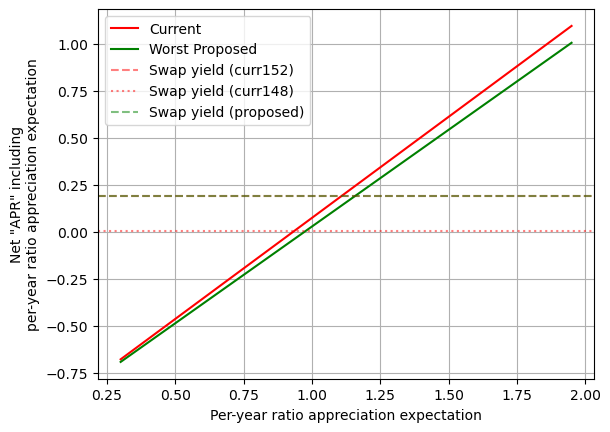 Current
Worst Proposed
Swap yield (curr152)
Swap yield (curr148)
Swap yield (proposed)
1.00
0.75
0.50
0.25
0.00
−0.25
−0.50
−0.75
Net "APR" including
per-year ratio appreciation expectation
0.25 0.50 0.75 1.00 1.25 1.50 1.75 2.00
Per-year ratio appreciation expectation